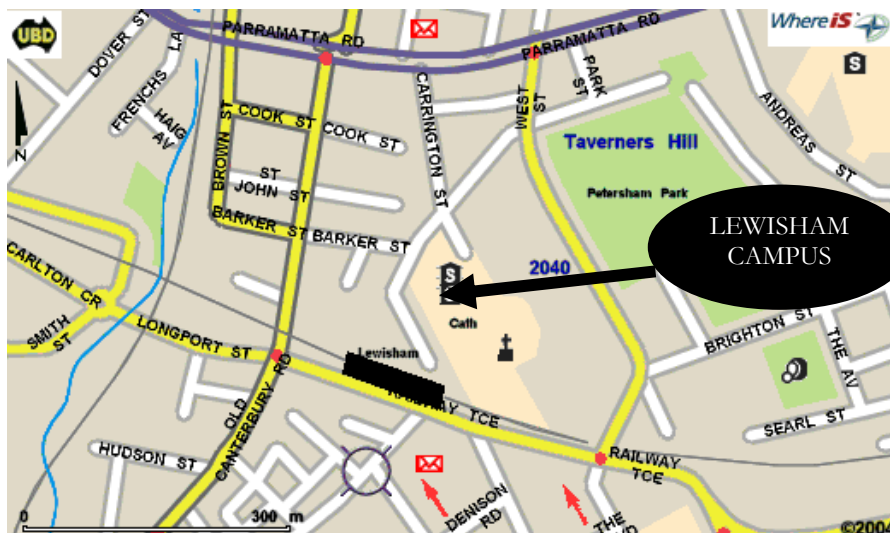 UBD
WhereiS
DOVER ST
FRENCHS LA
HAIG AV
PARRAMATTA RD
PARRAMATTA RD
CARRINGTON ST
WEST ST
PARK ST
ANDREAS ST
N
BROWN ST
COOK ST
COOK ST
ST
JOHN ST
BARKER ST
BARKER ST
Taverners Hill
Petersham Park
LEWISHAM
CAMPUS
2040
S
S
Cath
CARLTON CR
SMITH ST
LONGPORT ST
Lewisham
RAILWAY TCE
BRIGHTON ST
THE AV
SEARL ST
OLD
CANTERBURY RD
HUDSON ST
RAILWAY
TCE
DENISON RD
THE
0
300 m
©2004